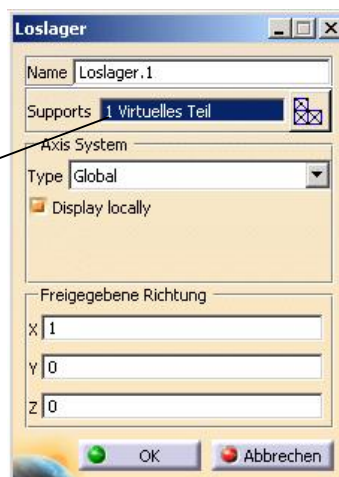 Loslager
Name Loslager.1
Supports 1 Virtuelles Teil
Axis System
Type Global
Display locally
Freigegebene Richtung
X 1
Y 0
Z 0
OK Abbrechen